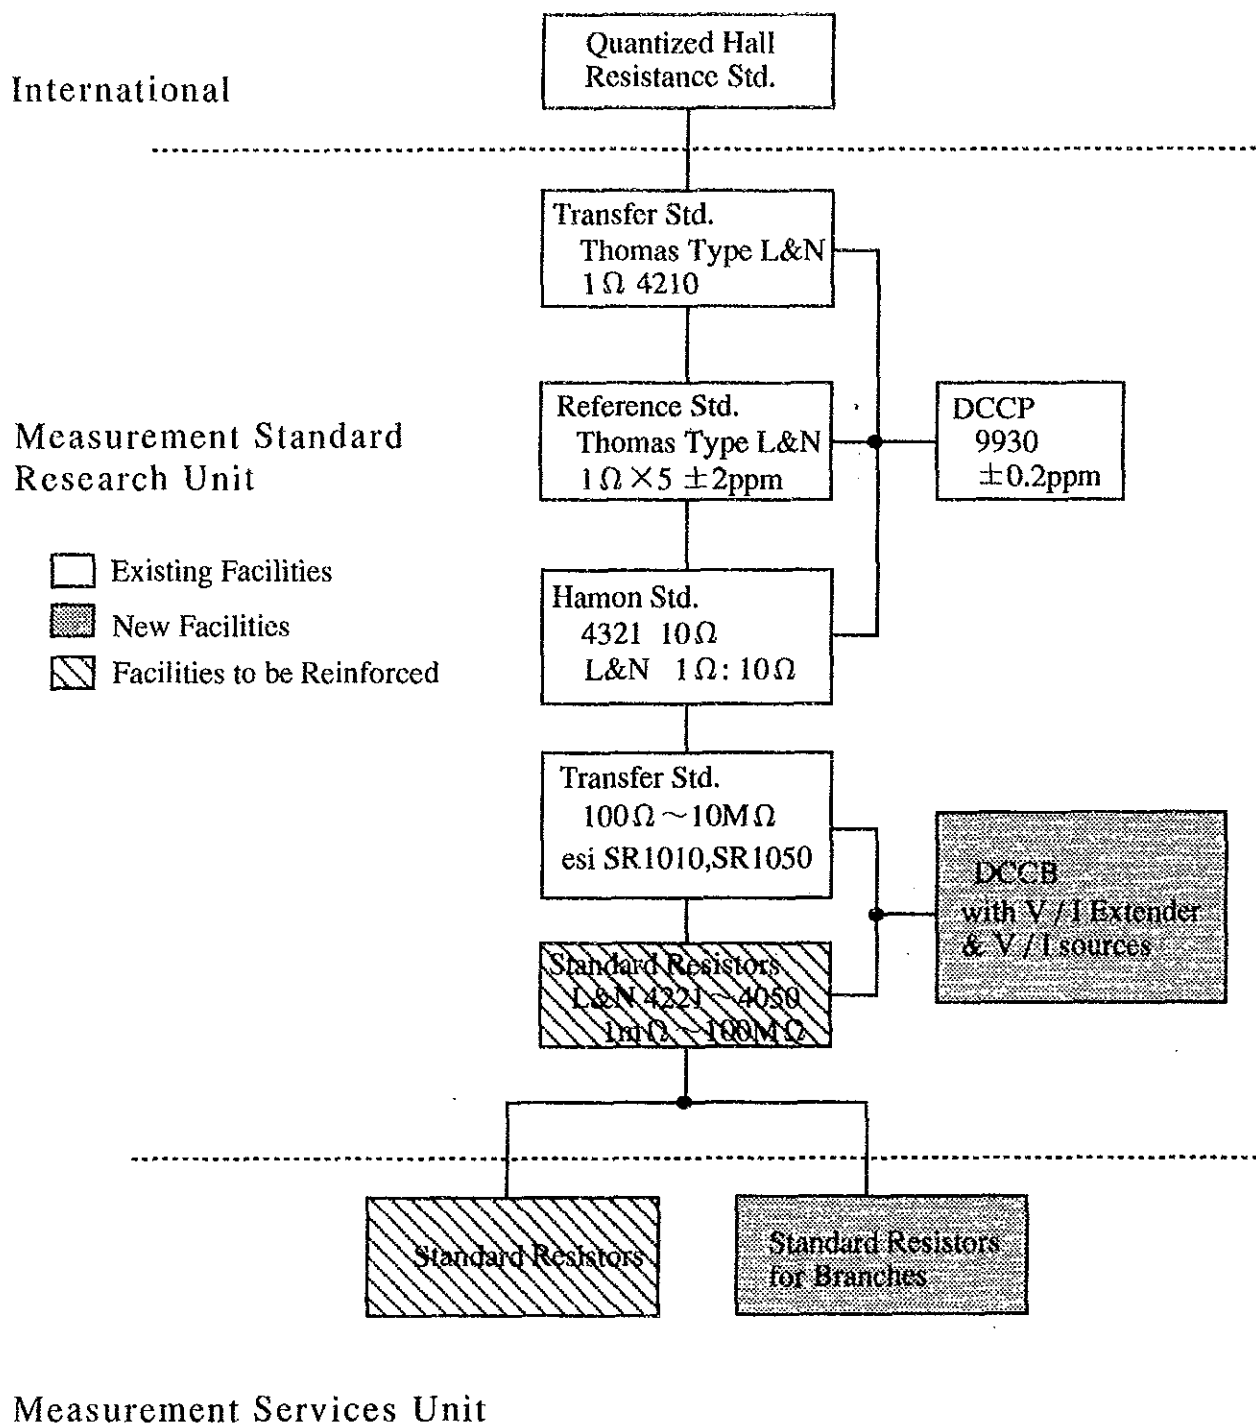 Quantized Hall
Resistance Std.
International
Transfer Std.
Thomas Type L&N
1Ω 4210
Reference Std.
Thomas Type L&N
1Ω×5 ±2ppm
DCCP
9930
±0.2ppm
Measurement Standard
Research Unit
Existing Facilities
New Facilities
Facilities to be Reinforced
Hamon Std.
4321 10Ω
L&N 1Ω: 10Ω
Transfer Std.
100Ω～10MΩ
esi SR1010,SR1050
DCCB
with V / I Extender
& V / I sources
Standard Resistors
L&N 4221～4050
1mΩ～100MΩ
Standard Resistors
Standard Resistors
for Branches
Measurement Services Unit